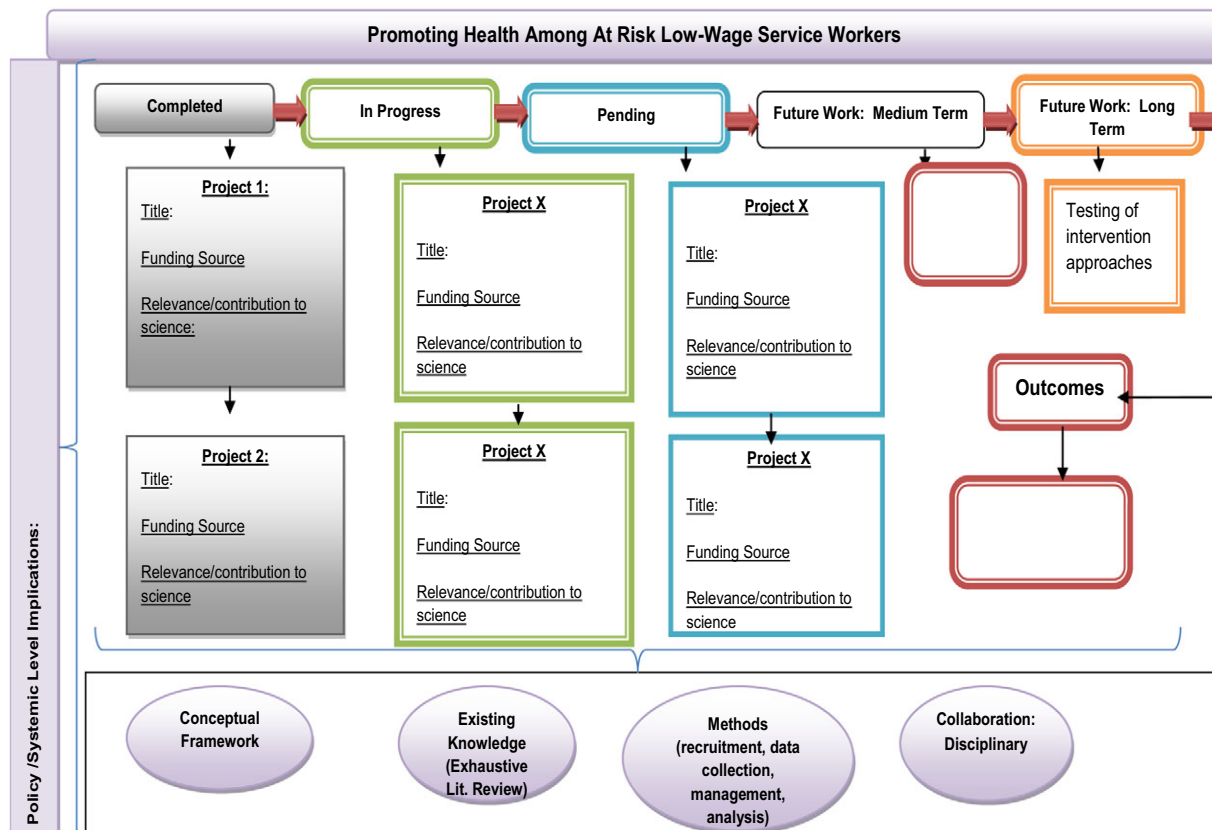 Promoting Health Among At Risk Low-Wage Service Workers
Policy /Systemic Level Implications:
Completed
In Progress
Pending
Future Work:  Medium Term
Future Work:  Long
Term
Project 1:
Title:
Funding Source
Relevance/contribution to
science:
Project 2:
Title:
Funding Source
Relevance/contribution to
science
Project X
Title:
Funding Source
Relevance/contribution to
science
Project X
Title:
Funding Source
Relevance/contribution to
science
Project X
Title:
Funding Source
Relevance/contribution to
science
Project X
Title:
Funding Source
Relevance/contribution to
science
Testing of
intervention
approaches
Outcomes
Conceptual
Framework
Existing
Knowledge
(Exhaustive
Lit. Review)
Methods
(recruitment, data
collection,
management,
analysis)
Collaboration:
Disciplinary